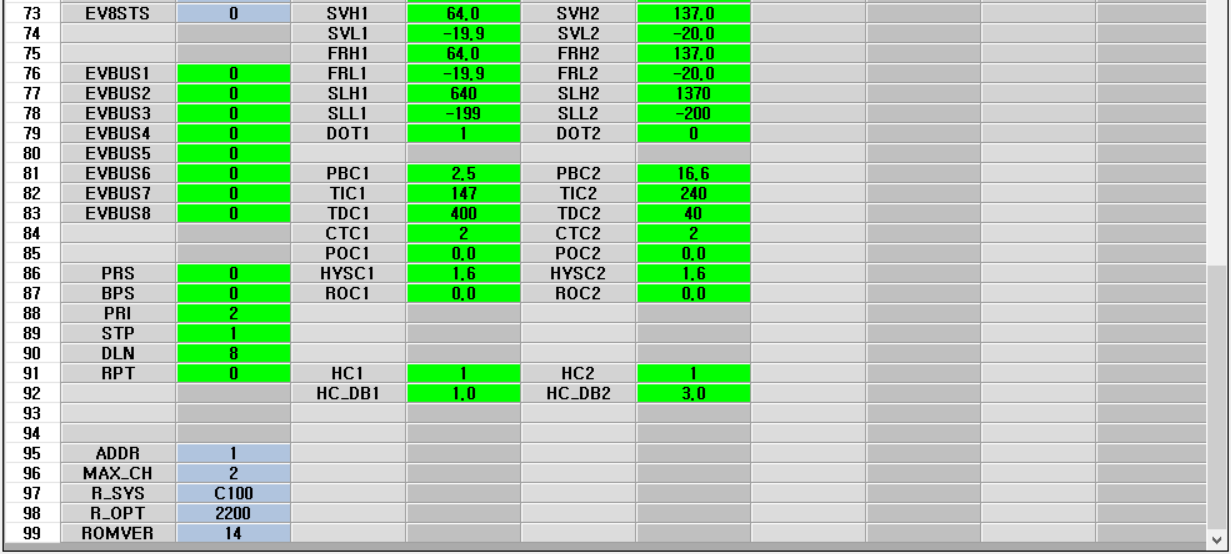 73 EV8STS 0 SVH1 64.0 SVH2 137.0
74 SVL1 -19.9 SVL2 -20.0
75 FRH1 64.0 FRH2 137.0
76 EVBUS1 0 FRL1 -19.9 FRL2 -20.0
77 EVBUS2 0 SLH1 640 SLH2 1370
78 EVBUS3 0 SLL1 -199 SLL2 -200
79 EVBUS4 0 DOT1 1 DOT2 0
80 EVBUS5 0
81 EVBUS6 0 PBC1 2.5 PBC2 16.6
82 EVBUS7 0 TIC1 147 TIC2 240
83 EVBUS8 0 TDC1 400 TDC2 40
84 CTC1 2 CTC2 2
85 POC1 0.0 POC2 0.0
86 PRS 0 HYSC1 1.6 HYSC2 1.6
87 BPS 0 ROC1 0.0 ROC2 0.0
88 PRI 2
89 STP 1
90 DLN 8
91 RPT 0 HC1 1 HC2 1
92 HC_DB1 1.0 HC_DB2 3.0
93
94
95 ADDR 1
96 MAX_CH 2
97 R_SYS C100
98 R_OPT 2200
99 ROMVER 14